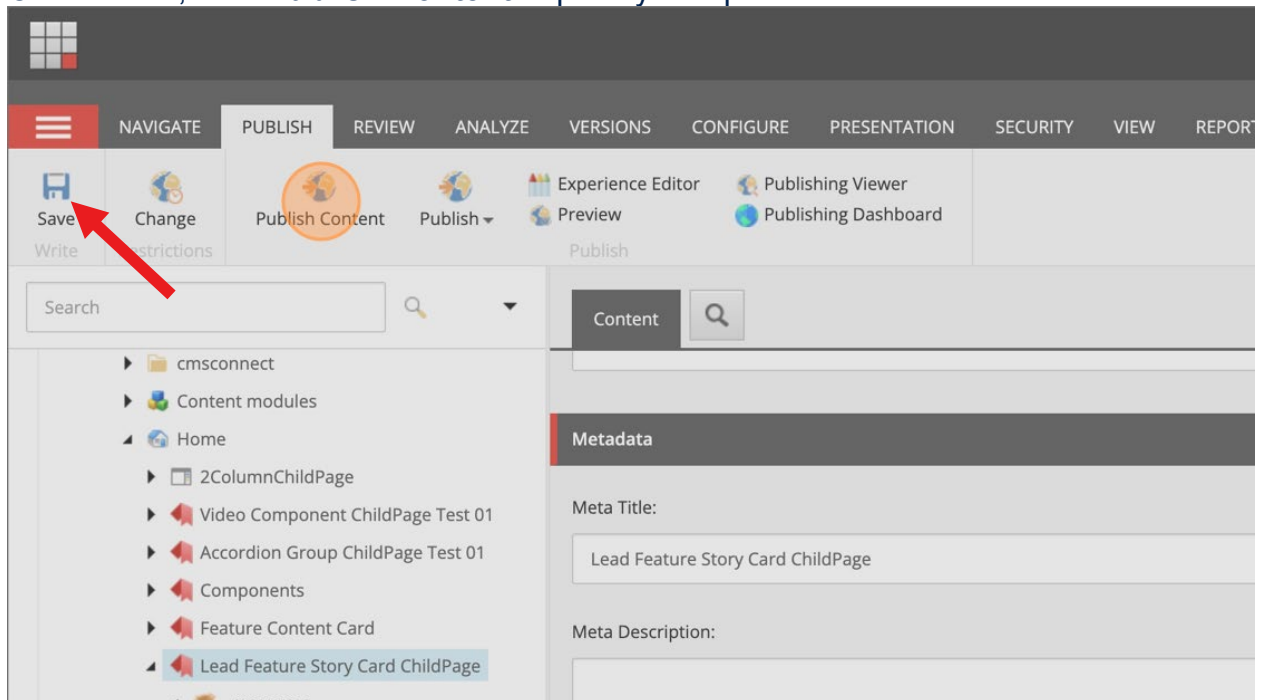 NAVIGATE PUBLISH REVIEW ANALYZE VERSIONS CONFIGURE PRESENTATION SECURITY VIEW REPORT
Experience Editor Publishing Viewer
Save Change Publish Content Publish Preview Publishing Dashboard
Write Publish
Search
Content
cmsconnect
Content modules
Home
Metadata
2ColumnChildPage
Meta Title:
Video Component ChildPage Test 01
Accordion Group ChildPage Test 01
Lead Feature Story Card ChildPage
Components
Feature Content Card
Meta Description:
Lead Feature Story Card ChildPage